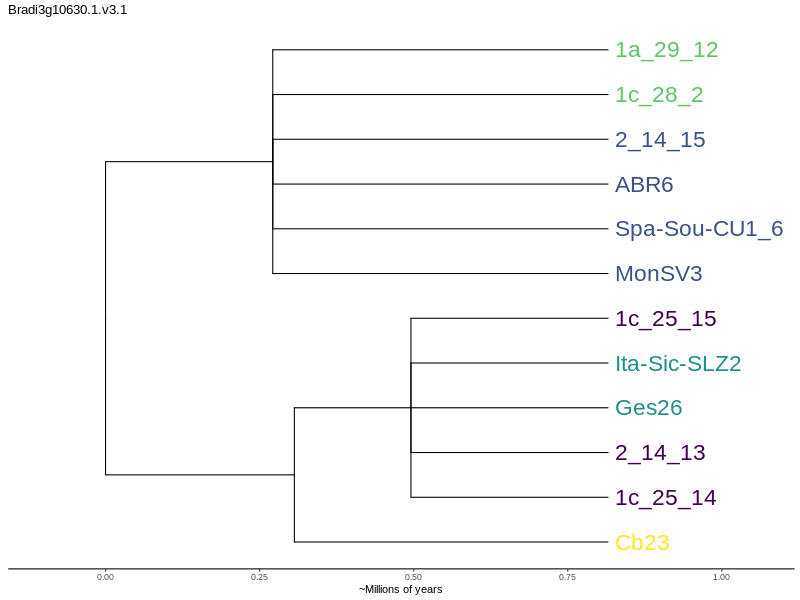 Bradi3g10630.1.v3.1
1a_29_12
1c_28_2
2_14_15
ABR6
Spa-Sou-CU1_6
MonSV3
1c_25_15
Ita-Sic-SLZ2
Ges26
2_14_13
1c_25_14
Cb23
0.00 0.25 0.50 0.75 1.00
~Millions of years